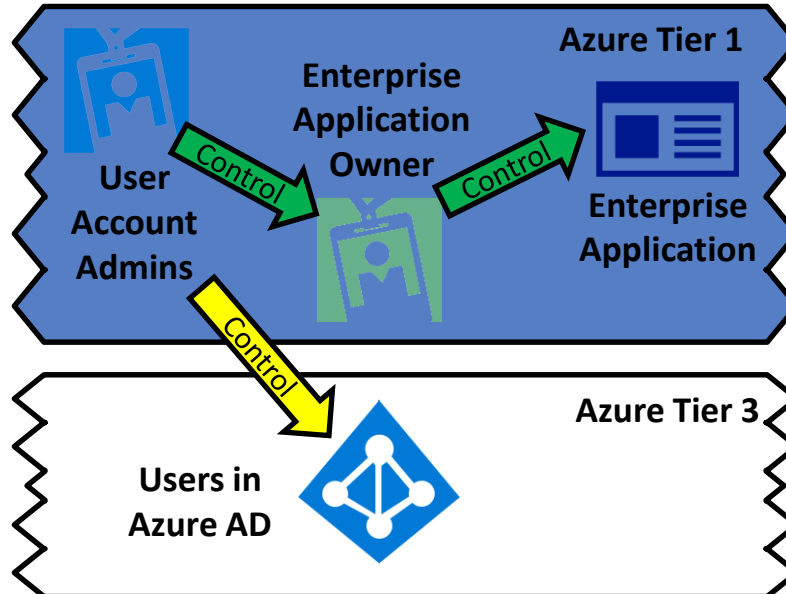 Azure Tier 1
Enterprise
Application
Owner
Control
Control
User
Account
Admins
Enterprise
Application
Control
Azure Tier 3
Users in
Azure AD